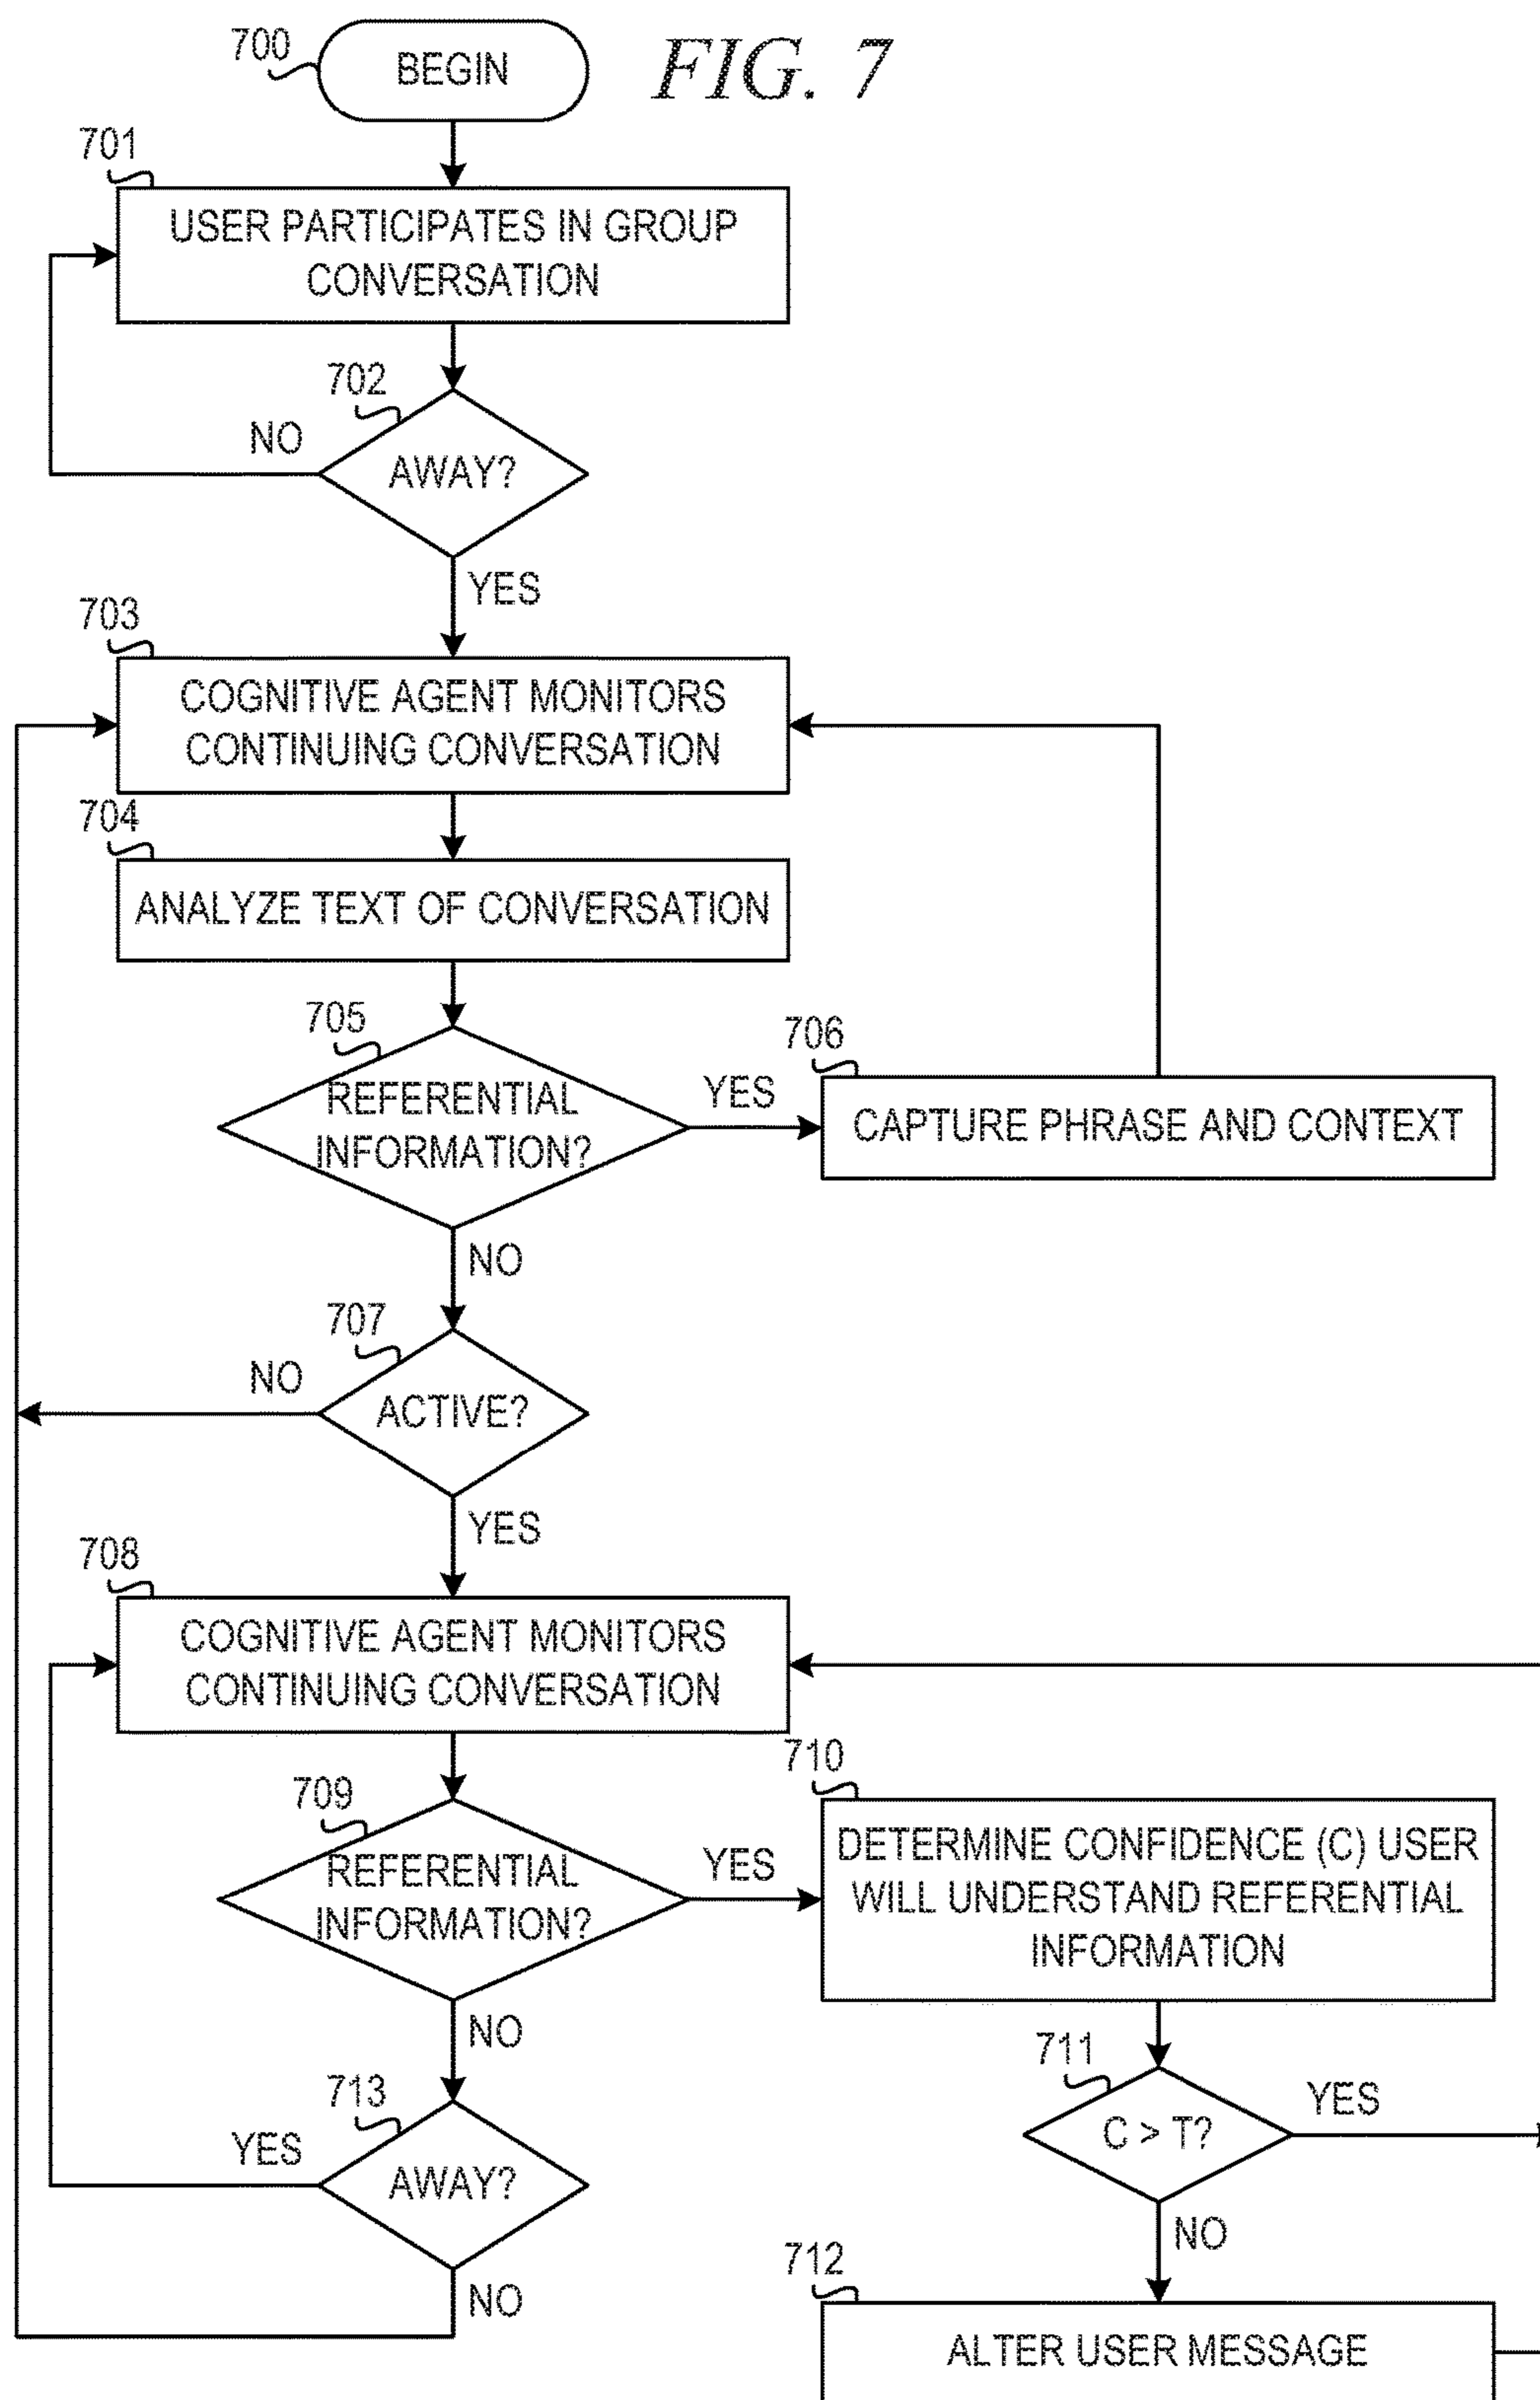 700
BEGIN
FIG. 7
701
USER PARTICIPATES IN GROUP
CONVERSATION
702
NO
AWAY?
YES
703
COGNITIVE AGENT MONITORS
CONTINUING CONVERSATION
704
ANALYZE TEXT OF CONVERSATION
705
REFERENTIAL
INFORMATION?
YES
706
CAPTURE PHRASE AND CONTEXT
NO
707
NO
ACTIVE?
YES
708
COGNITIVE AGENT MONITORS
CONTINUING CONVERSATION
709
REFERENTIAL
INFORMATION?
YES
710
DETERMINE CONFIDENCE (C) USER
WILL UNDERSTAND REFERENTIAL
INFORMATION
NO
711
C > T?
YES
713
YES
AWAY?
NO
NO
712
ALTER USER MESSAGE